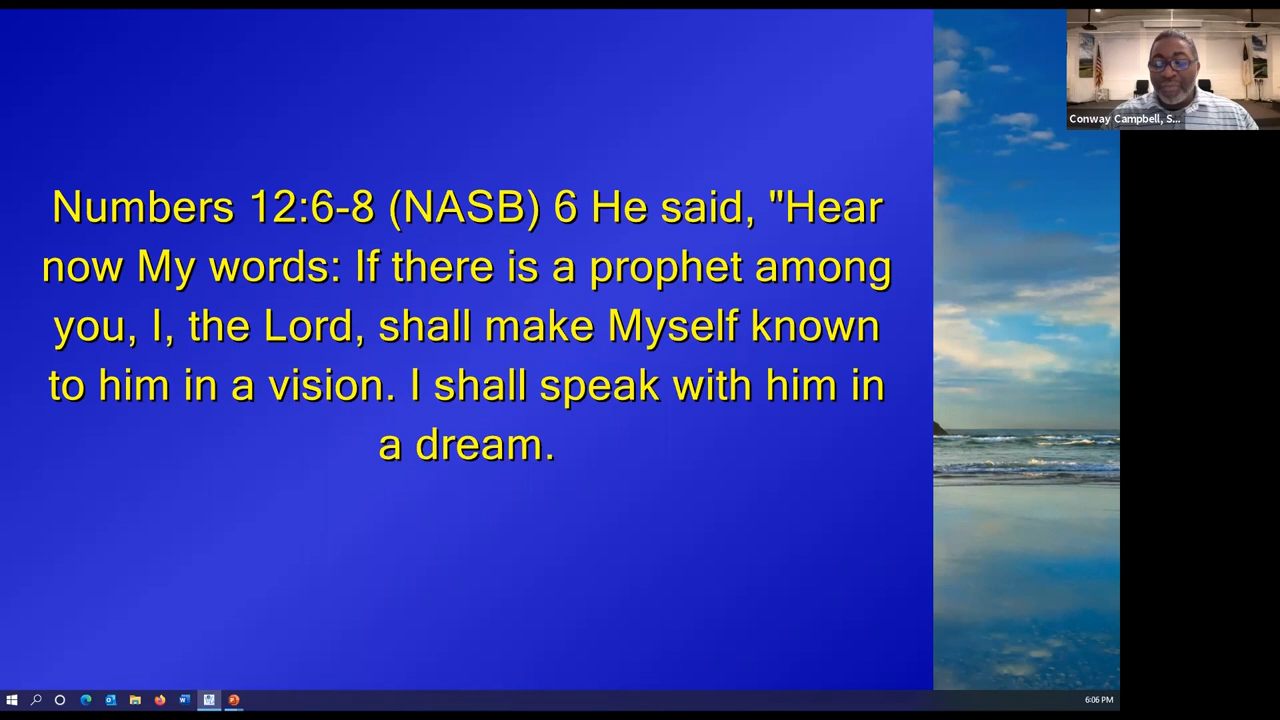 Numbers 12:6-8 (NASB) 6 He said, "Hear
now My words: If there is a prophet among
you, I, the Lord, shall make Myself known
to him in a vision. I shall speak with him in
a dream.
Conway Campbell, S...
6:06 PM